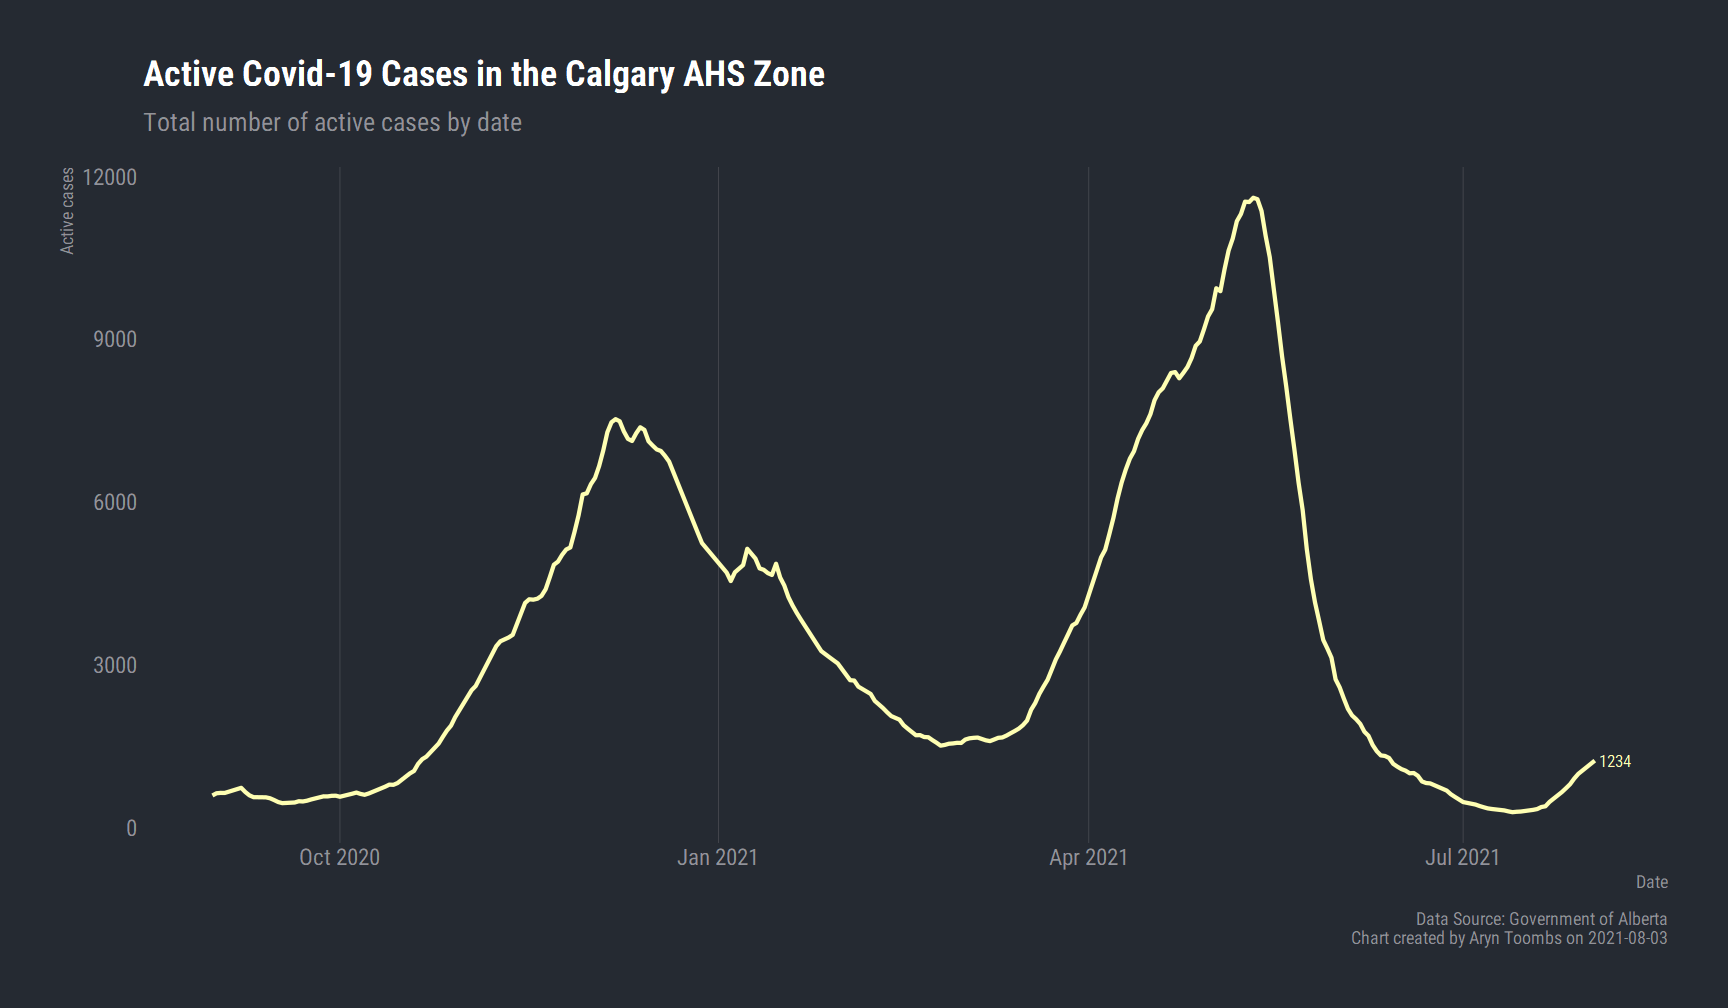 Active Covid-19 Cases in the Calgary AHS Zone
Total number of active cases by date
Active cases
12000
9000
6000
3000
0
1234
Oct 2020
Jan 2021
Apr 2021
Jul 2021
Date
Data Source: Government of Alberta
Chart created by Aryn Toombs on 2021-08-03